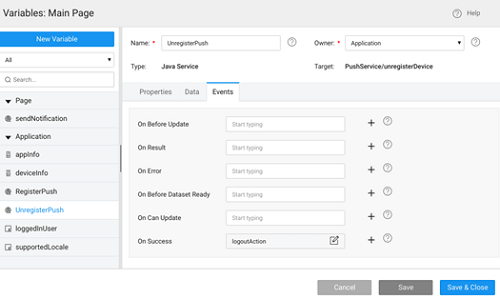 Variables: Main Page
Help
New Variable
All
Search...
Page
sendNotification
Application
appInfo
deviceInfo
RegisterPush
UnregisterPush
loggedInUser
supportedLocale
Name: * UnregisterPush
Owner: * Application
Type: Java Service
Target: PushService/unregisterDevice
Properties Data Events
On Before Update Start typing
On Result Start typing
On Error Start typing
On Before Dataset Ready Start typing
On Can Update Start typing
On Success logoutAction
Cancel Save Save & Close